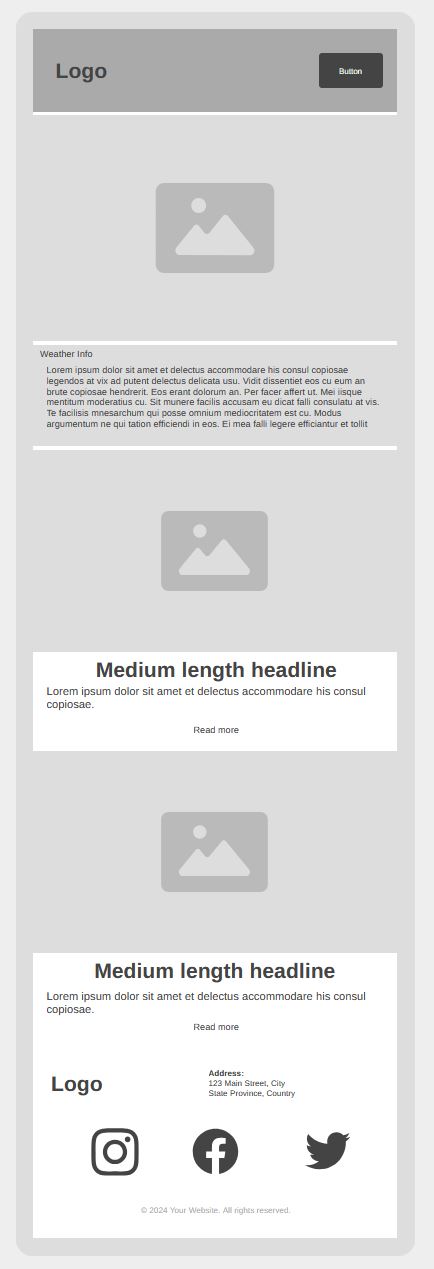 Logo
Button
Weather Info
Lorem ipsum dolor sit amet et delectus accommodare his consul copiosae
legendos at vix ad putent delectus delicata usu. Vidit dissentiet eos cu eum an
brute copiosae hendrerit. Eos erant dolorum an. Per facer affert ut. Mei iisque
mentitum moderatius cu. Sit munere facilis accusam eu dicat falli consulatu at vis.
Te facilisis mnesarchum qui posse omnium mediocritatem est cu. Modus
argumentum ne qui tation efficiendi in eos. Ei mea falli legere efficiantur et tollit
Medium length headline
Lorem ipsum dolor sit amet et delectus accommodare his consul
copiosae.
Read more
Medium length headline
Lorem ipsum dolor sit amet et delectus accommodare his consul
copiosae.
Read more
Logo
Address:
123 Main Street, City
State Province, Country
© 2024 Your Website. All rights reserved.